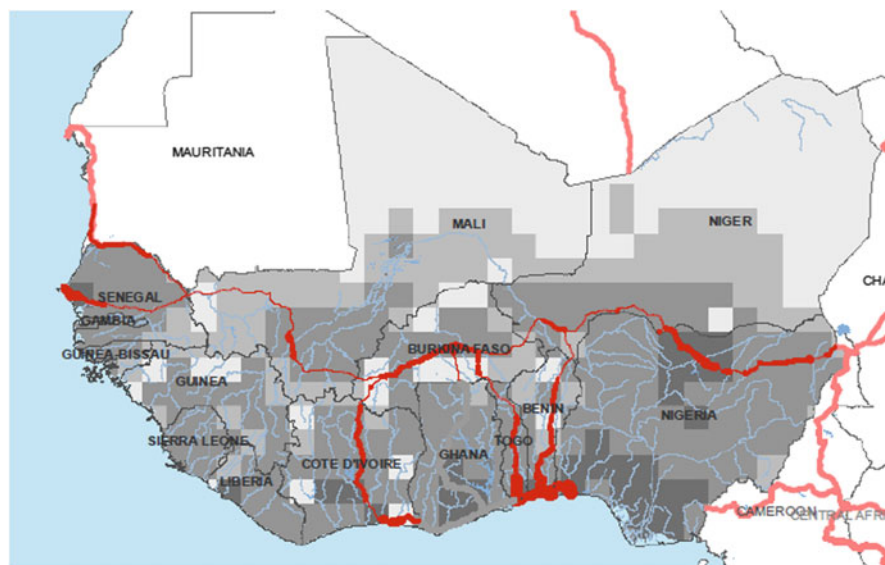 MAURITANIA
MALI
NIGER
CHA
SENEGAL
GAMBIA
GUINEA-BISSAU
BURKINA FASO
GUINEA
BENIN
NIGERIA
SIERRA LEONE
TOGO
GHANA
COTE D'IVOIRE
LIBERIA
CAMEROON
CENTRAL AFRI